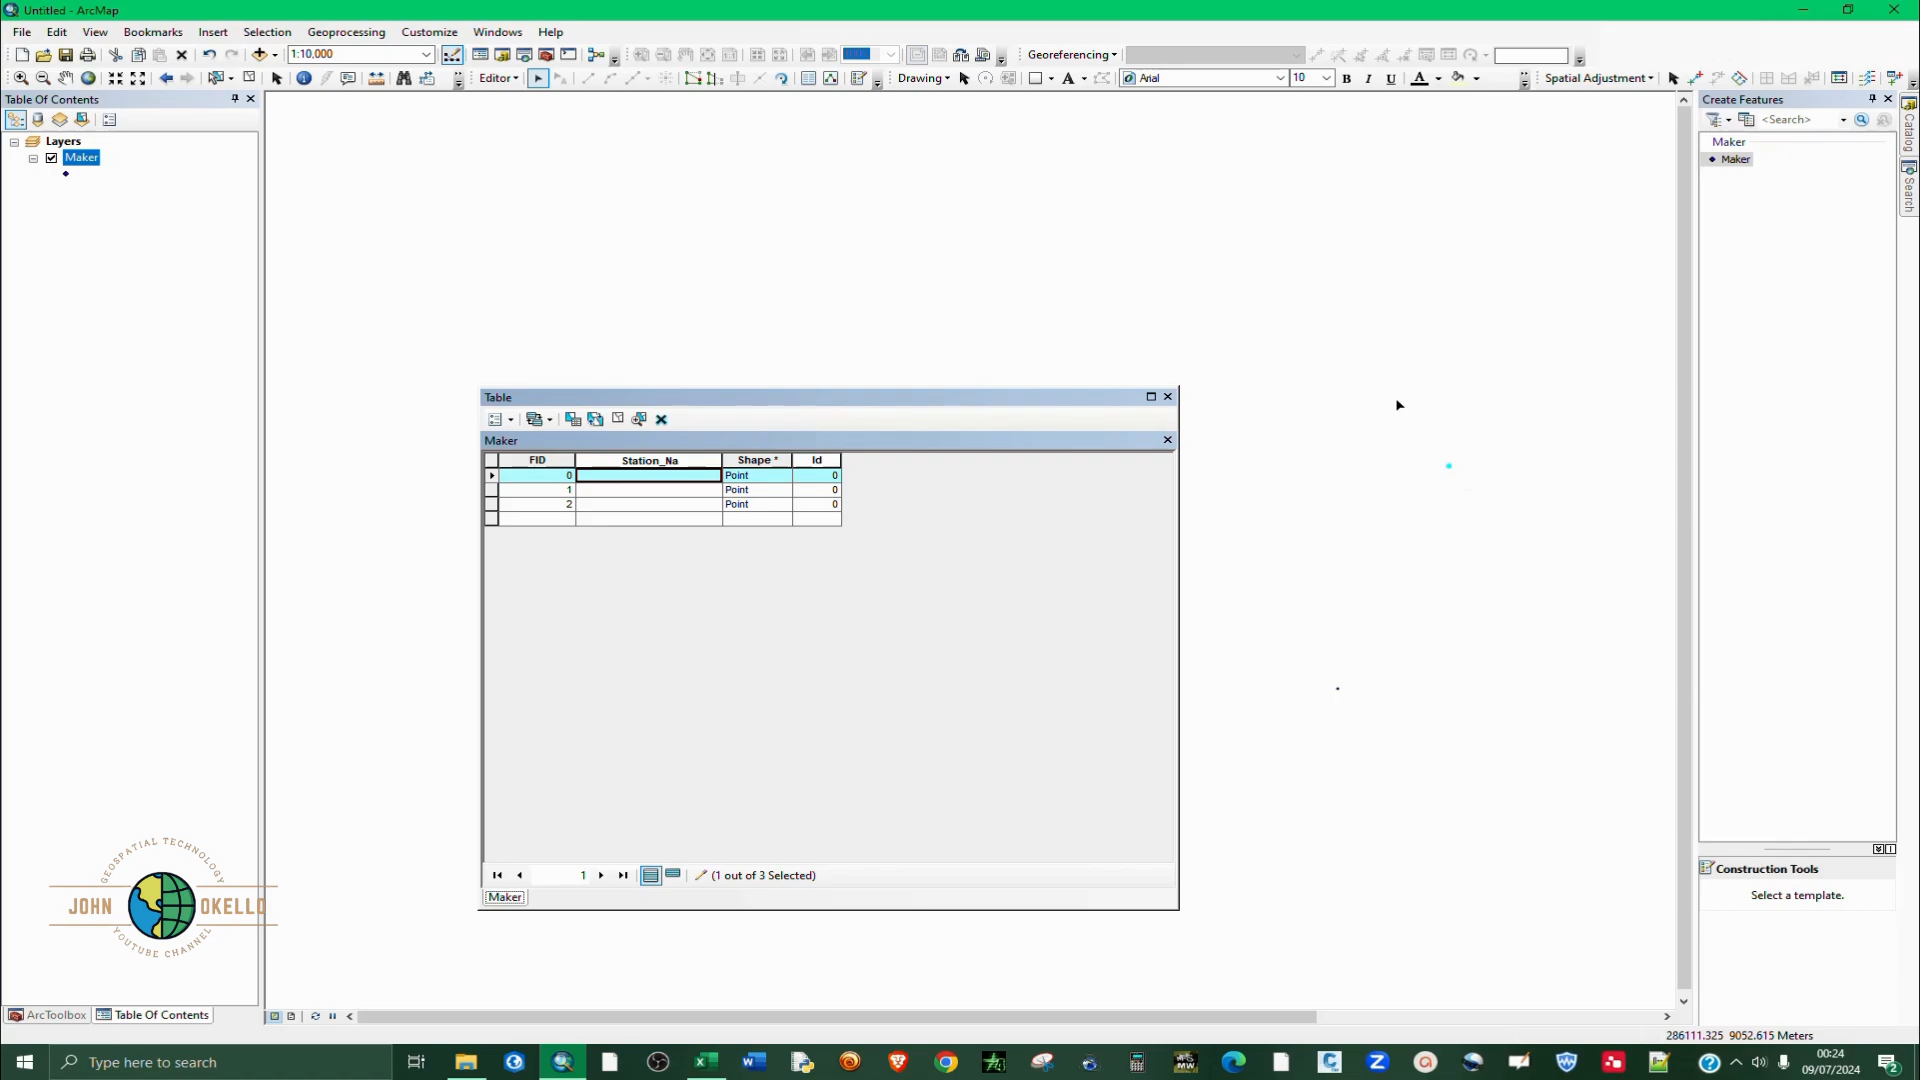 Untitled - ArcMap
File Edit View Bookmarks Insert Selection Geoprocessing Customize Windows Help
1:10,000
Georeferencing
Editor
Drawing
Arial
10
B I U A
Spatial Adjustment
Table Of Contents
Layers
Maker
Create Features
<Search>
Maker
Maker
Catalog
Search
Table
Maker
FID Station_Na Shape * Id
0 Point 0
1 Point 0
2 Point 0
1 (1 out of 3 Selected)
Maker
Construction Tools
Select a template.
GEOSPATIAL TECHNOLOGY
JOHN OKELLO
YOUTUBE CHANNEL
ArcToolbox Table Of Contents
286111.325 9052.615 Meters
Type here to search
00:24
09/07/2024
2